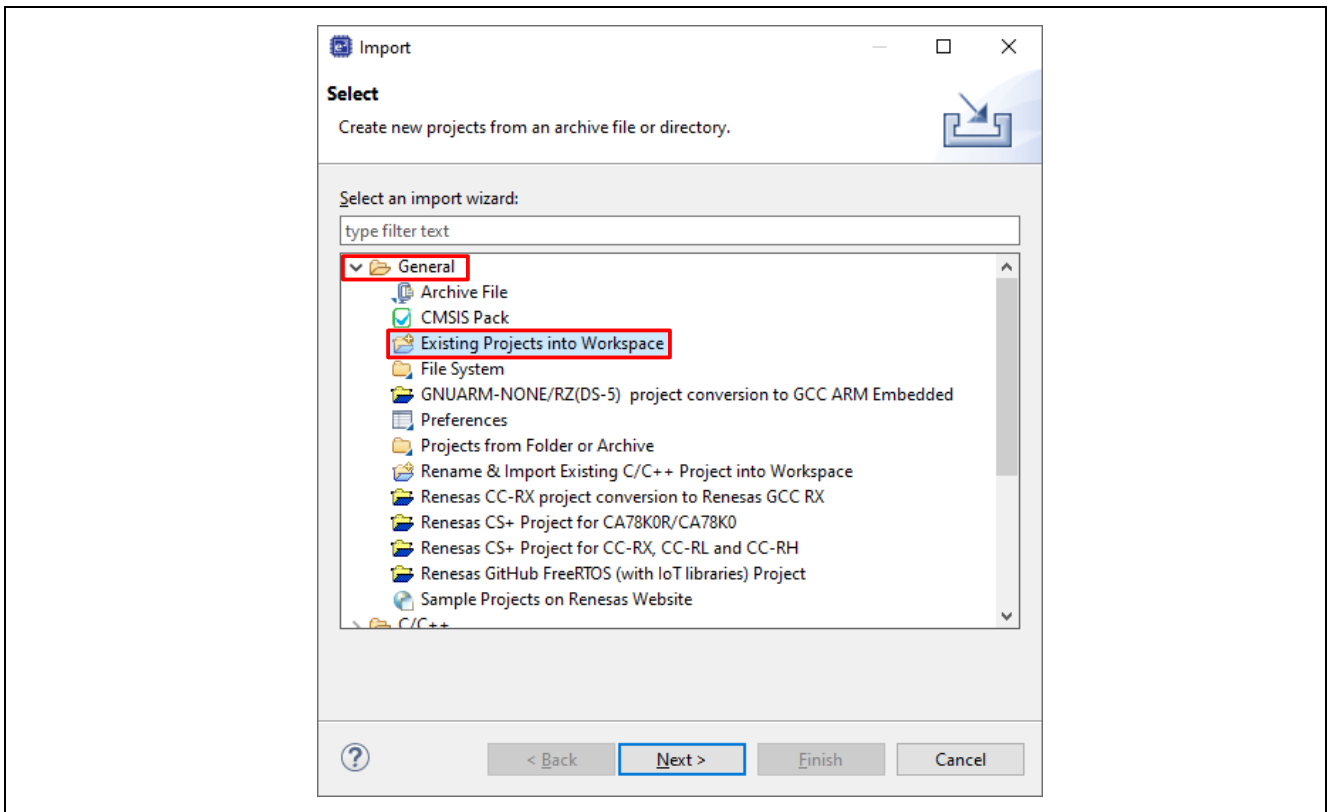 Import
Select
Create new projects from an archive file or directory.
Select an import wizard:
type filter text
General
Archive File
CMSIS Pack
Existing Projects into Workspace
File System
GNUARM-NONE/RZ(DS-5)  project conversion to GCC ARM Embedded
Preferences
Projects from Folder or Archive
Rename & Import Existing C/C++ Project into Workspace
Renesas CC-RX project conversion to Renesas GCC RX
Renesas CS+ Project for CA78K0R/CA78K0
Renesas CS+ Project for CC-RX, CC-RL and CC-RH
Renesas GitHub FreeRTOS (with IoT libraries) Project
Sample Projects on Renesas Website
C/C++
? < Back Next > Finish Cancel